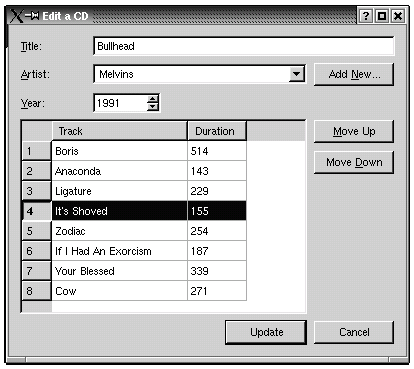 Edit a CD
Title: Bullhead
Artist: Melvins Add New...
Year: 1991
Track Duration Move Up
1 Boris 514
2 Anaconda 143 Move Down
3 Ligature 229
4 It's Shoved 155
5 Zodiac 254
6 If I Had An Exorcism 187
7 Your Blessed 339
8 Cow 271
Update Cancel